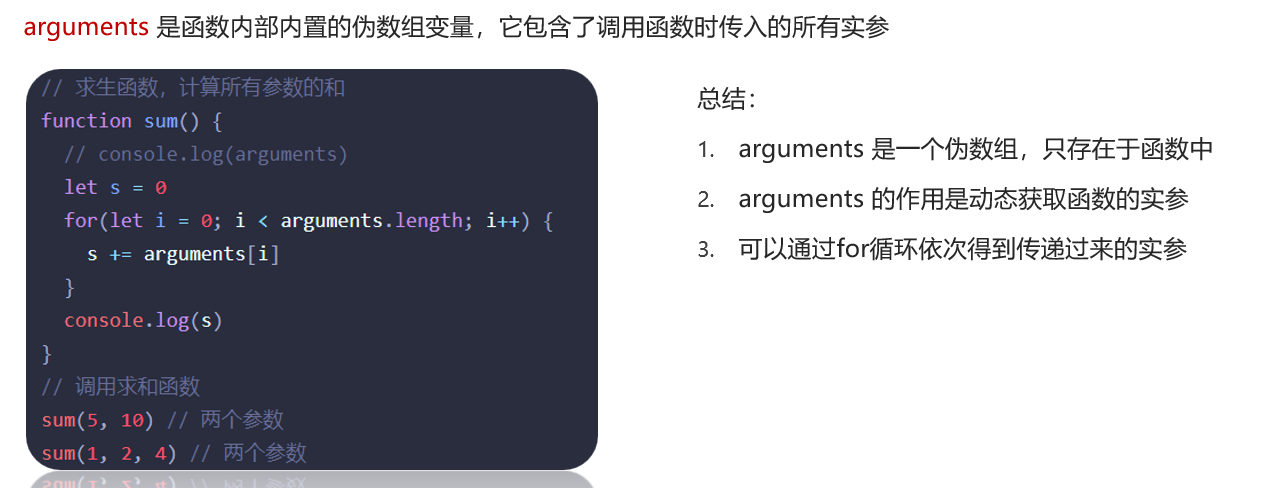 arguments 是函数内部内置的伪数组变量，它包含了调用函数时传入的所有实参
// 求生函数，计算所有参数的和
function sum() {
  // console.log(arguments)
  let s = 0
  for(let i = 0; i < arguments.length; i++) {
    s += arguments[i]
  }
  console.log(s)
}
// 调用求和函数
sum(5, 10) // 两个参数
sum(1, 2, 4) // 两个参数
总结：
1. arguments 是一个伪数组，只存在于函数中
2. arguments 的作用是动态获取函数的实参
3. 可以通过for循环依次得到传递过来的实参